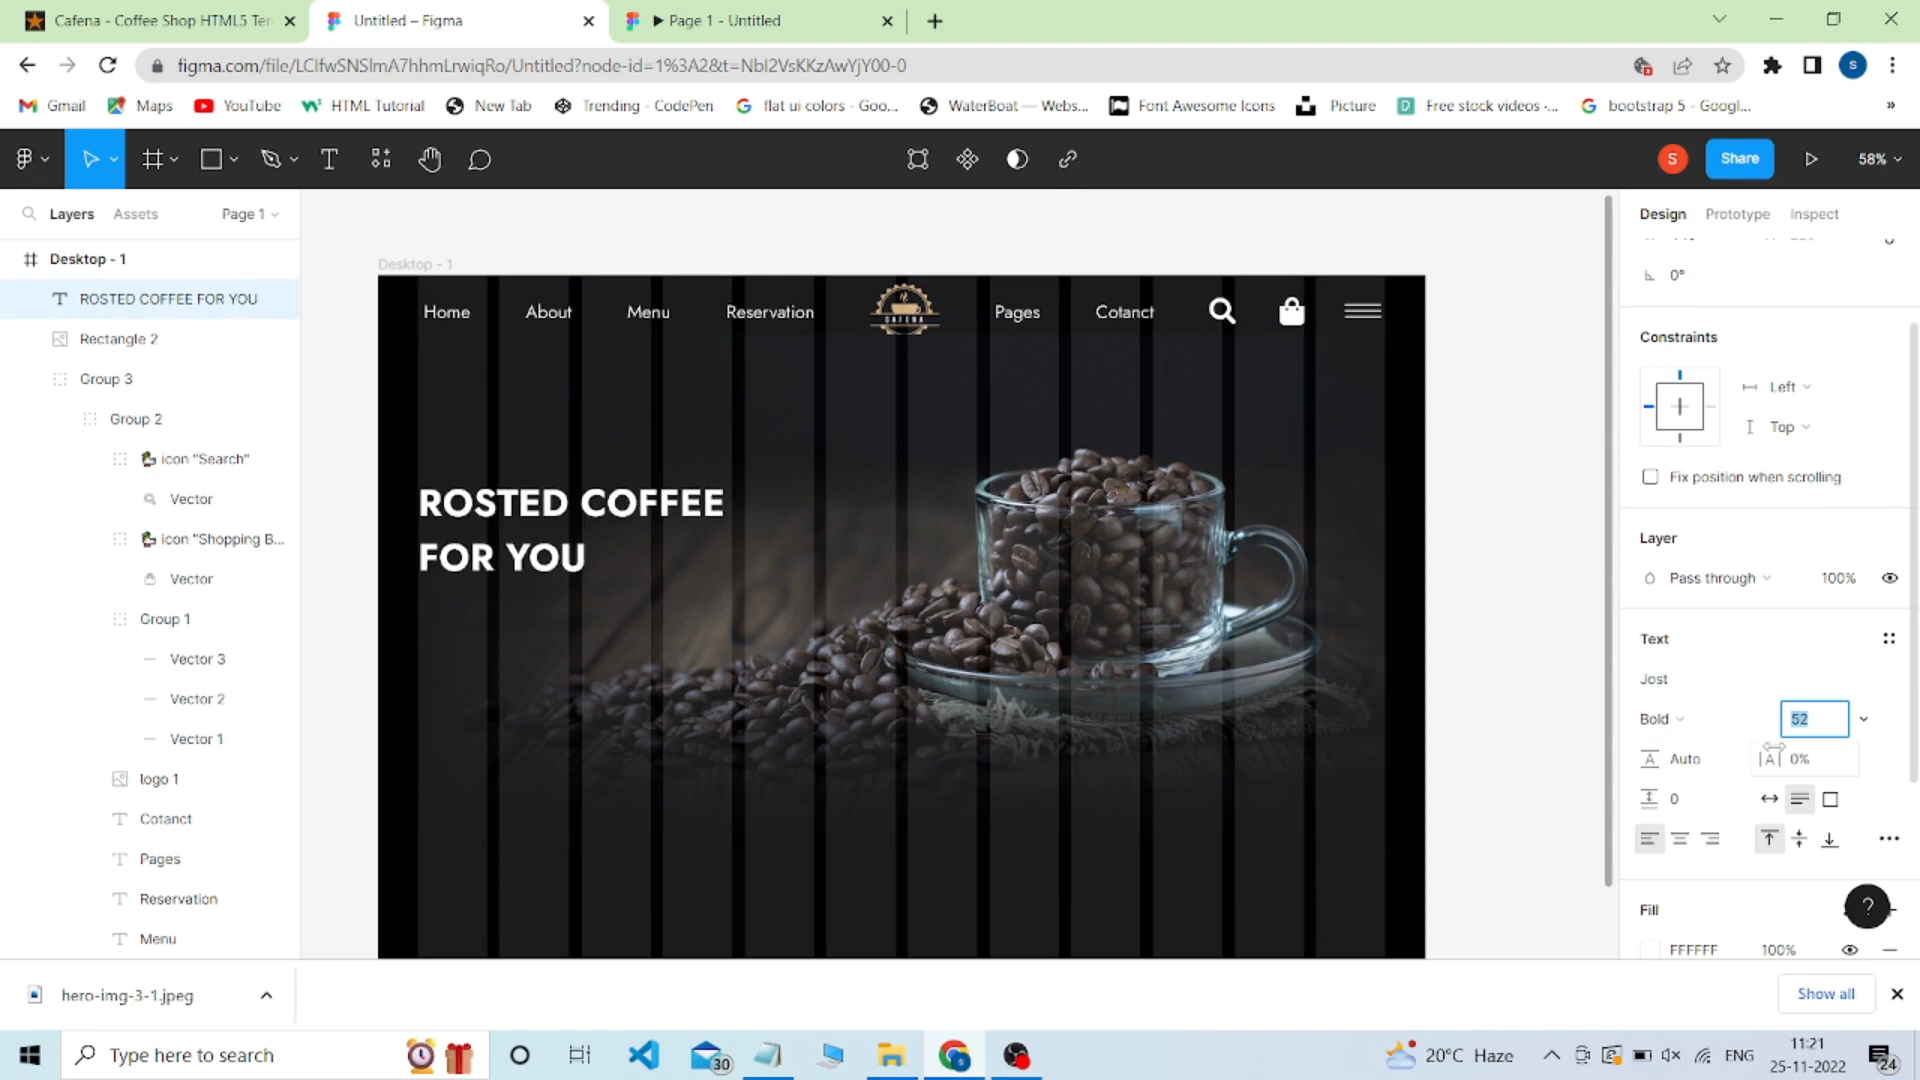 Cafena - Coffee Shop HTML5 Ten
Untitled – Figma
▶ Page 1 - Untitled
figma.com/file/LClfwSNSlmA7hhmLrwiqRo/Untitled?node-id=1%3A2&t=NbI2VsKKzAwYjY00-0
S
Gmail
Maps
YouTube
HTML Tutorial
New Tab
Trending - CodePen
flat ui colors - Goo...
WaterBoat — Webs...
Font Awesome Icons
Picture
Free stock videos -...
bootstrap 5 - Googl...
»
S
Share
58%
Layers
Assets
Page 1
Design
Prototype
Inspect
Desktop - 1
ROSTED COFFEE FOR YOU
Rectangle 2
Group 3
Group 2
icon "Search"
Vector
icon "Shopping B...
Vector
Group 1
Vector 3
Vector 2
Vector 1
logo 1
Cotanct
Pages
Reservation
Menu
Desktop - 1
Home
About
Menu
Reservation
CAFENA
Pages
Cotanct
ROSTED COFFEE
FOR YOU
0°
Constraints
Left
Top
Fix position when scrolling
Layer
Pass through
100%
Text
Jost
Bold
52
Auto
0%
0
Fill
?
FFFFFF
100%
hero-img-3-1.jpeg
Show all
Type here to search
30
20°C Haze
ENG
11:21
25-11-2022
24